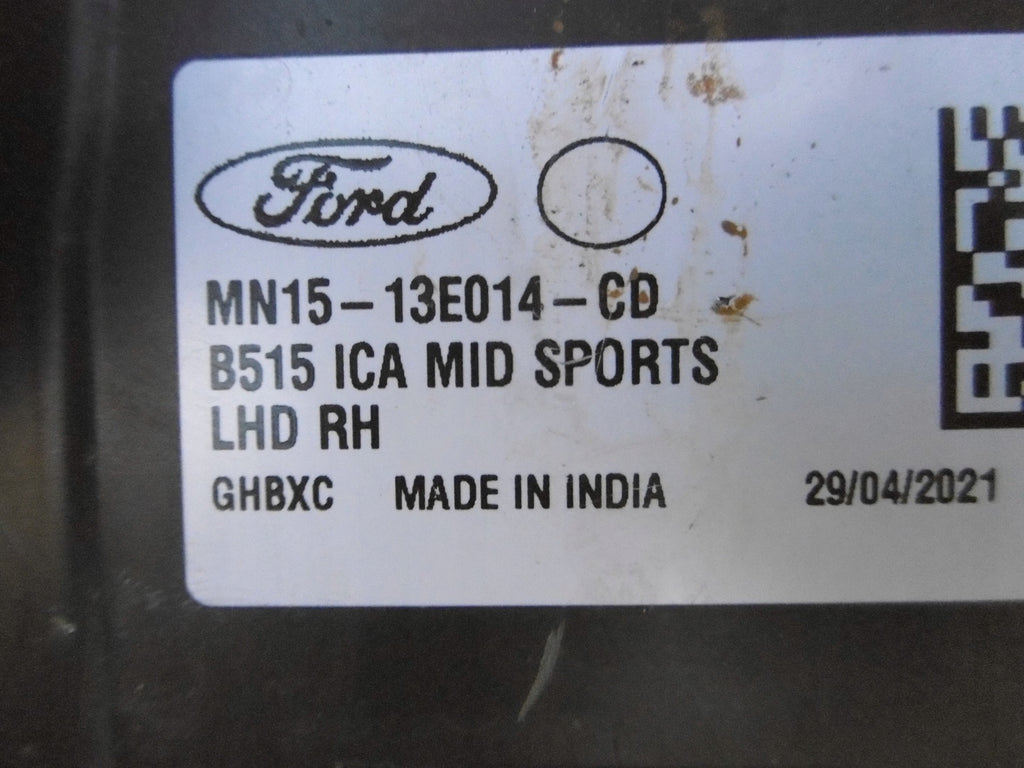 Ford
MN15-13E014-CD
B515 ICA MID SPORTS
LHD RH
GHBXC MADE IN INDIA 29/04/2021